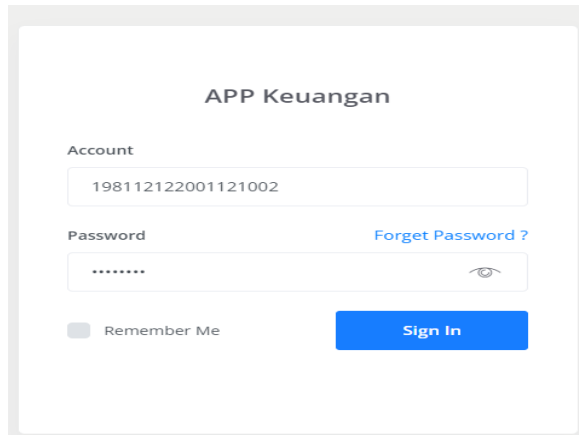 APP Keuangan
Account
198112122001121002
Password Forget Password ?
••••••••
Remember Me Sign In